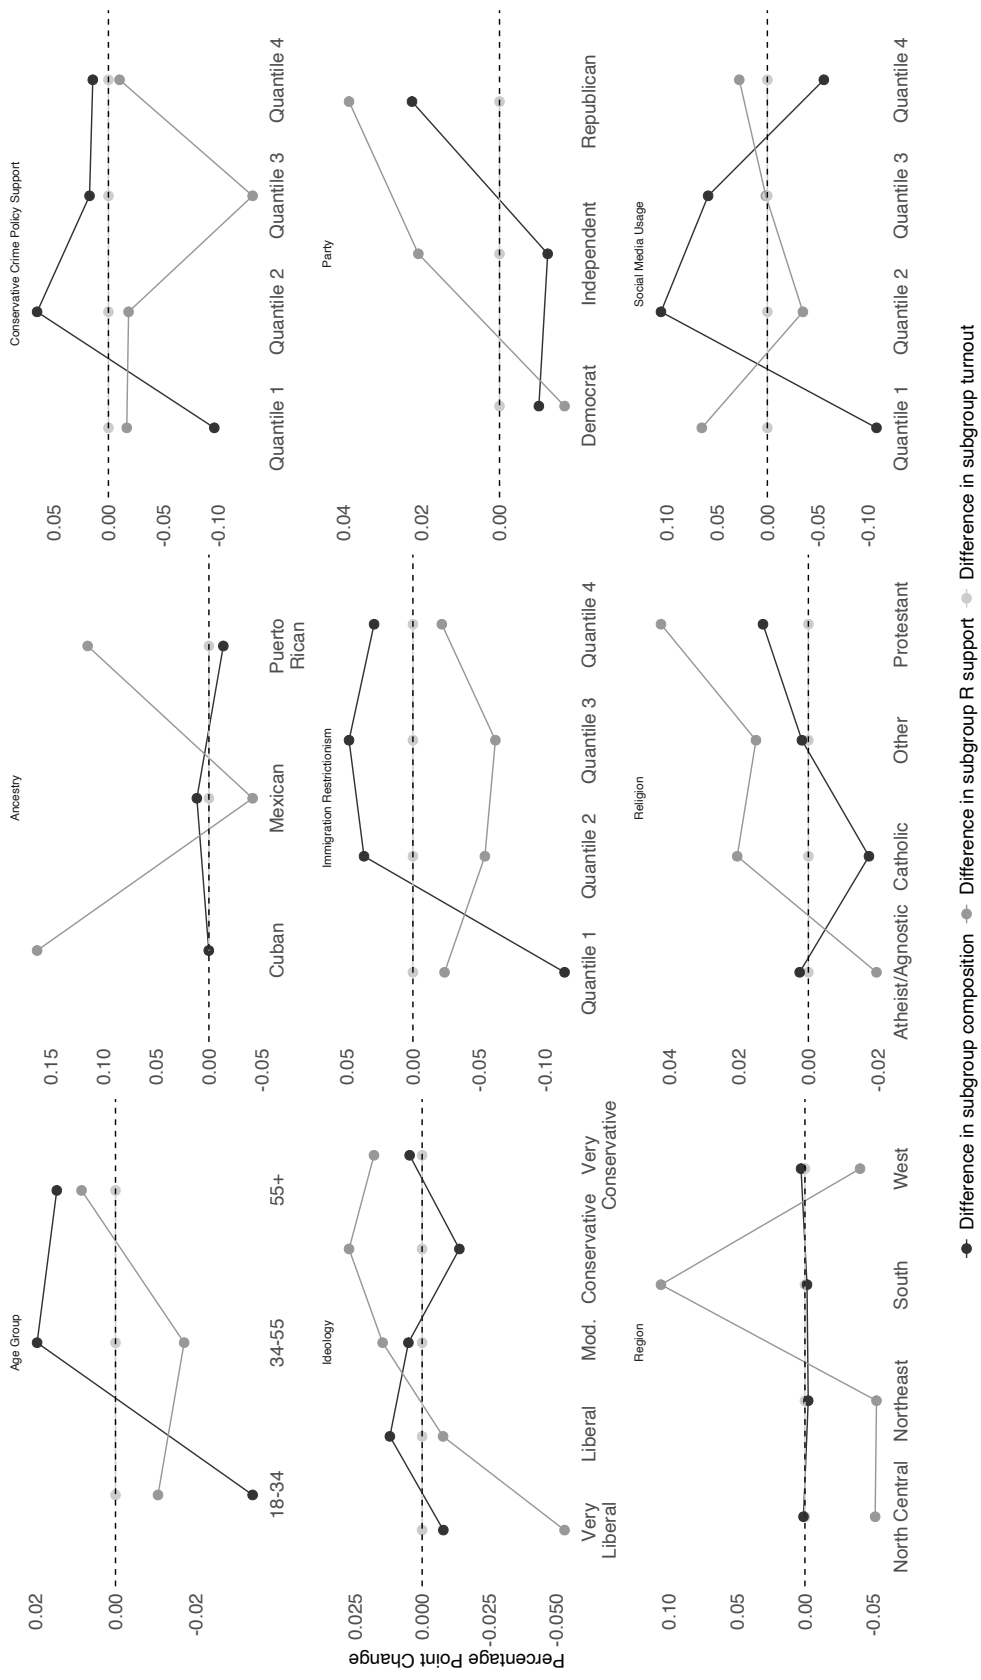 Age Group
0.02
0.00
-0.02
18-34
34-55
55+
Ancestry
0.15
0.10
0.05
0.00
-0.05
Cuban
Mexican
Puerto
Rican
Conservative Crime Policy Support
0.05
0.00
-0.05
-0.10
Quantile 1
Quantile 2
Quantile 3
Quantile 4
Percentage Point Change
Ideology
0.025
0.000
-0.025
-0.050
Very
Liberal
Liberal
Mod.
Conservative
Very
Conservative
Immigration Restrictionism
0.05
0.00
-0.05
-0.10
Quantile 1
Quantile 2
Quantile 3
Quantile 4
Party
0.04
0.02
0.00
Democrat
Independent
Republican
Region
0.10
0.05
0.00
-0.05
North Central
Northeast
South
West
Religion
0.04
0.02
0.00
-0.02
Atheist/Agnostic
Catholic
Other
Protestant
Social Media Usage
0.10
0.05
0.00
-0.05
-0.10
Quantile 1
Quantile 2
Quantile 3
Quantile 4
Difference in subgroup composition Difference in subgroup R support Difference in subgroup turnout